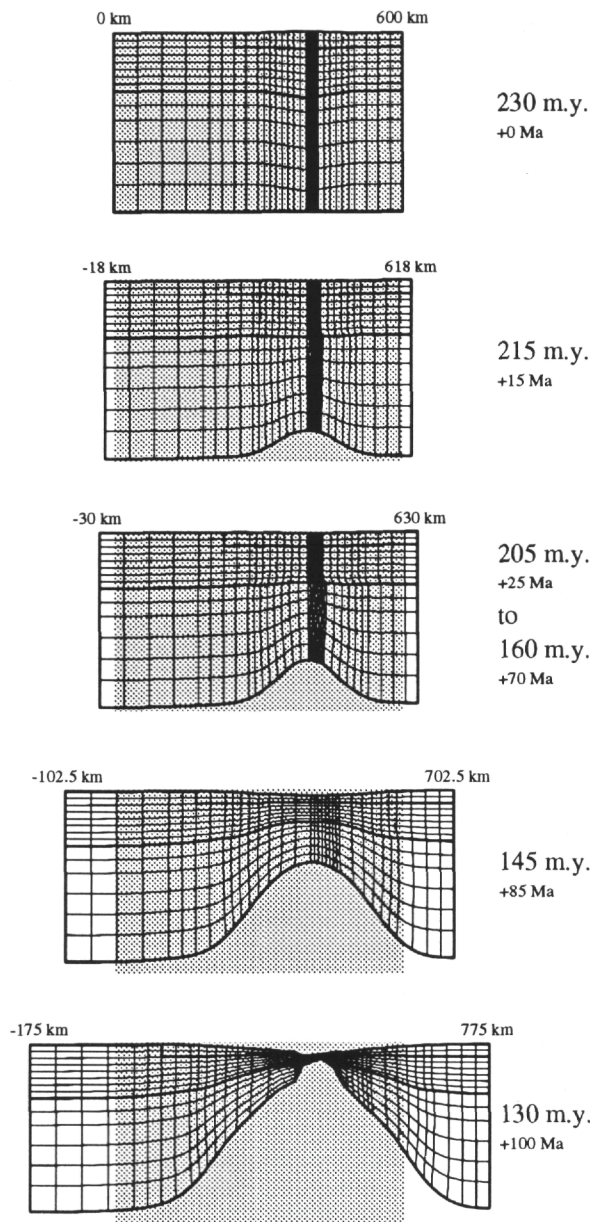 0 km 600 km
230 m.y.
+0 Ma
-18 km 618 km
215 m.y.
+15 Ma
-30 km 630 km
205 m.y.
+25 Ma
to
160 m.y.
+70 Ma
-102.5 km 702.5 km
145 m.y.
+85 Ma
-175 km 775 km
130 m.y.
+100 Ma